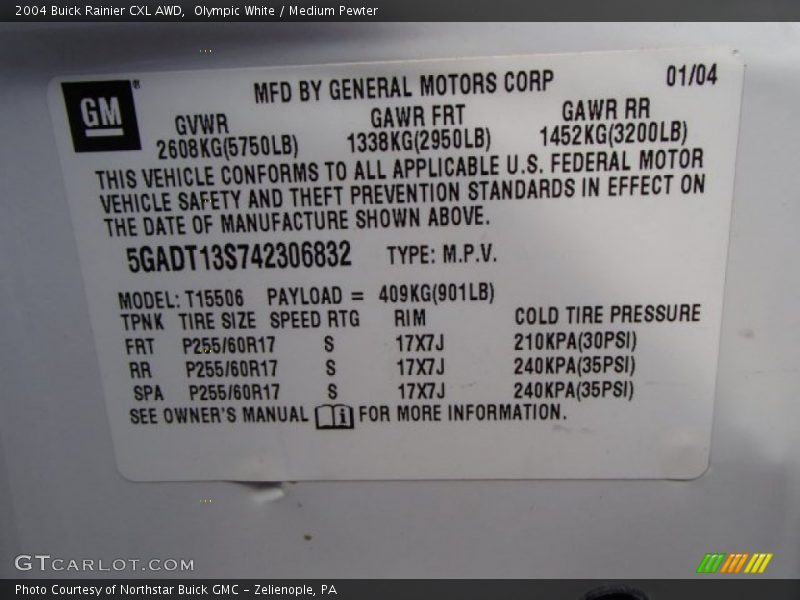 2004 Buick Rainier CXL AWD,  Olympic White / Medium Pewter
GM ®
MFD BY GENERAL MOTORS CORP 01/04
GVWR GAWR FRT GAWR RR
2608KG(5750LB) 1338KG(2950LB) 1452KG(3200LB)
THIS VEHICLE CONFORMS TO ALL APPLICABLE U.S. FEDERAL MOTOR
VEHICLE SAFETY AND THEFT PREVENTION STANDARDS IN EFFECT ON
THE DATE OF MANUFACTURE SHOWN ABOVE.
5GADT13S742306832 TYPE: M.P.V.
MODEL: T15506 PAYLOAD = 409KG(901LB)
TPNK TIRE SIZE SPEED RTG RIM COLD TIRE PRESSURE
FRT P255/60R17 S 17X7J 210KPA(30PSI)
RR P255/60R17 S 17X7J 240KPA(35PSI)
SPA P255/60R17 S 17X7J 240KPA(35PSI)
SEE OWNER'S MANUAL i FOR MORE INFORMATION.
GTCARLOT.COM
Photo Courtesy of Northstar Buick GMC - Zelienople, PA